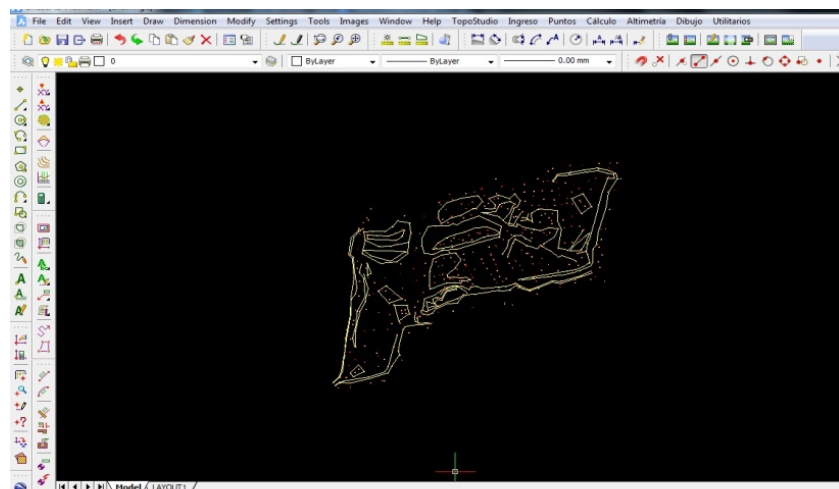 File Edit View Insert Draw Dimension Modify Settings Tools Images Window Help TopoStudio Ingreso Puntos Cálculo Altimetría Dibujo Utilitarios
0 ByLayer ByLayer 0.00 mm
Model LAYOUT1